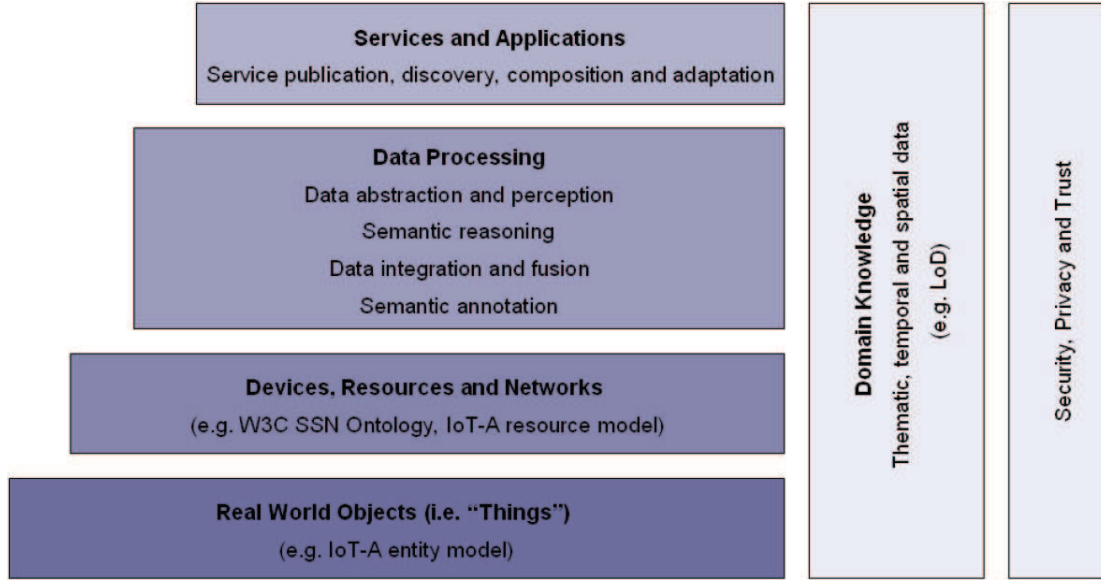 Services and Applications
Service publication, discovery, composition and adaptation
Data Processing
Data abstraction and perception
Semantic reasoning
Data integration and fusion
Semantic annotation
Devices, Resources and Networks
(e.g. W3C SSN Ontology, IoT-A resource model)
Real World Objects (i.e. “Things”)
(e.g. IoT-A entity model)
Domain Knowledge
Thematic, temporal and spatial data
(e.g. LoD)
Security, Privacy and Trust